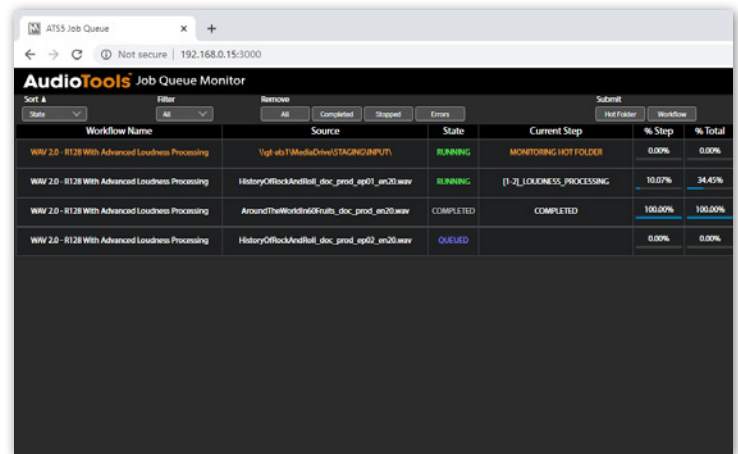 ATS5 Job Queue
Not secure | 192.168.0.15:3000
AudioTools Job Queue Monitor
Sort Filter Remove Submit
State All All Completed Stopped Errors Hot Folder Workflow
Workflow Name Source State Current Step % Step % Total
WAV 2.0 - R128 With Advanced Loudness Processing \\vgt-ats1\MediaDrive\STAGING\INPUT\ RUNNING MONITORING HOT FOLDER 0.00% 0.00%
WAV 2.0 - R128 With Advanced Loudness Processing HistoryOfRockAndRoll_doc_prod_ep01_en20.wav RUNNING [1-2]_LOUDNESS_PROCESSING 10.07% 34.45%
WAV 2.0 - R128 With Advanced Loudness Processing AroundTheWorldIn60Fruits_doc_prod_en20.wav COMPLETED COMPLETED 100.00% 100.00%
WAV 2.0 - R128 With Advanced Loudness Processing HistoryOfRockAndRoll_doc_prod_ep02_en20.wav QUEUED 0.00% 0.00%